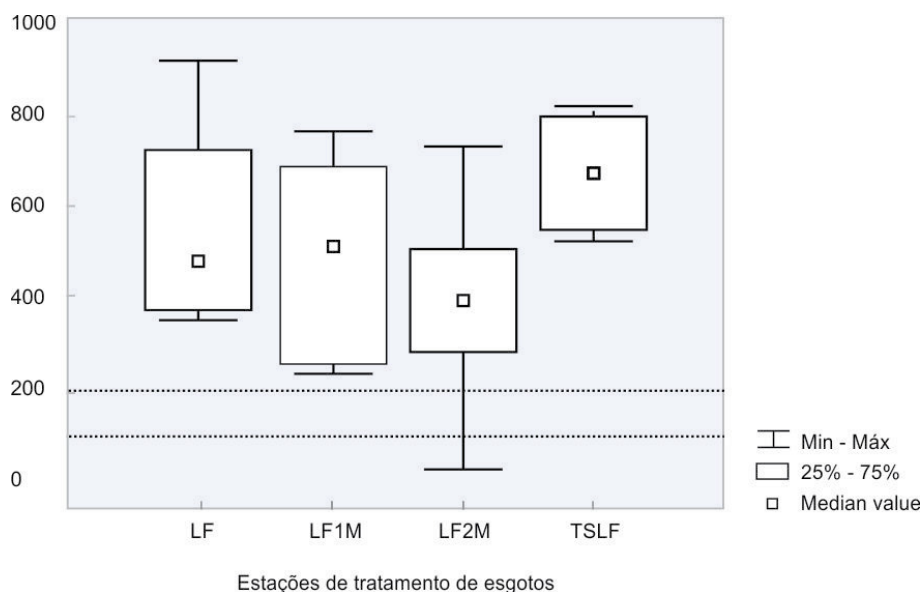 1000
800
600
400
200
0
LF LF1M LF2M TSLF
Estações de tratamento de esgotos
Min - Máx
25% - 75%
Median value